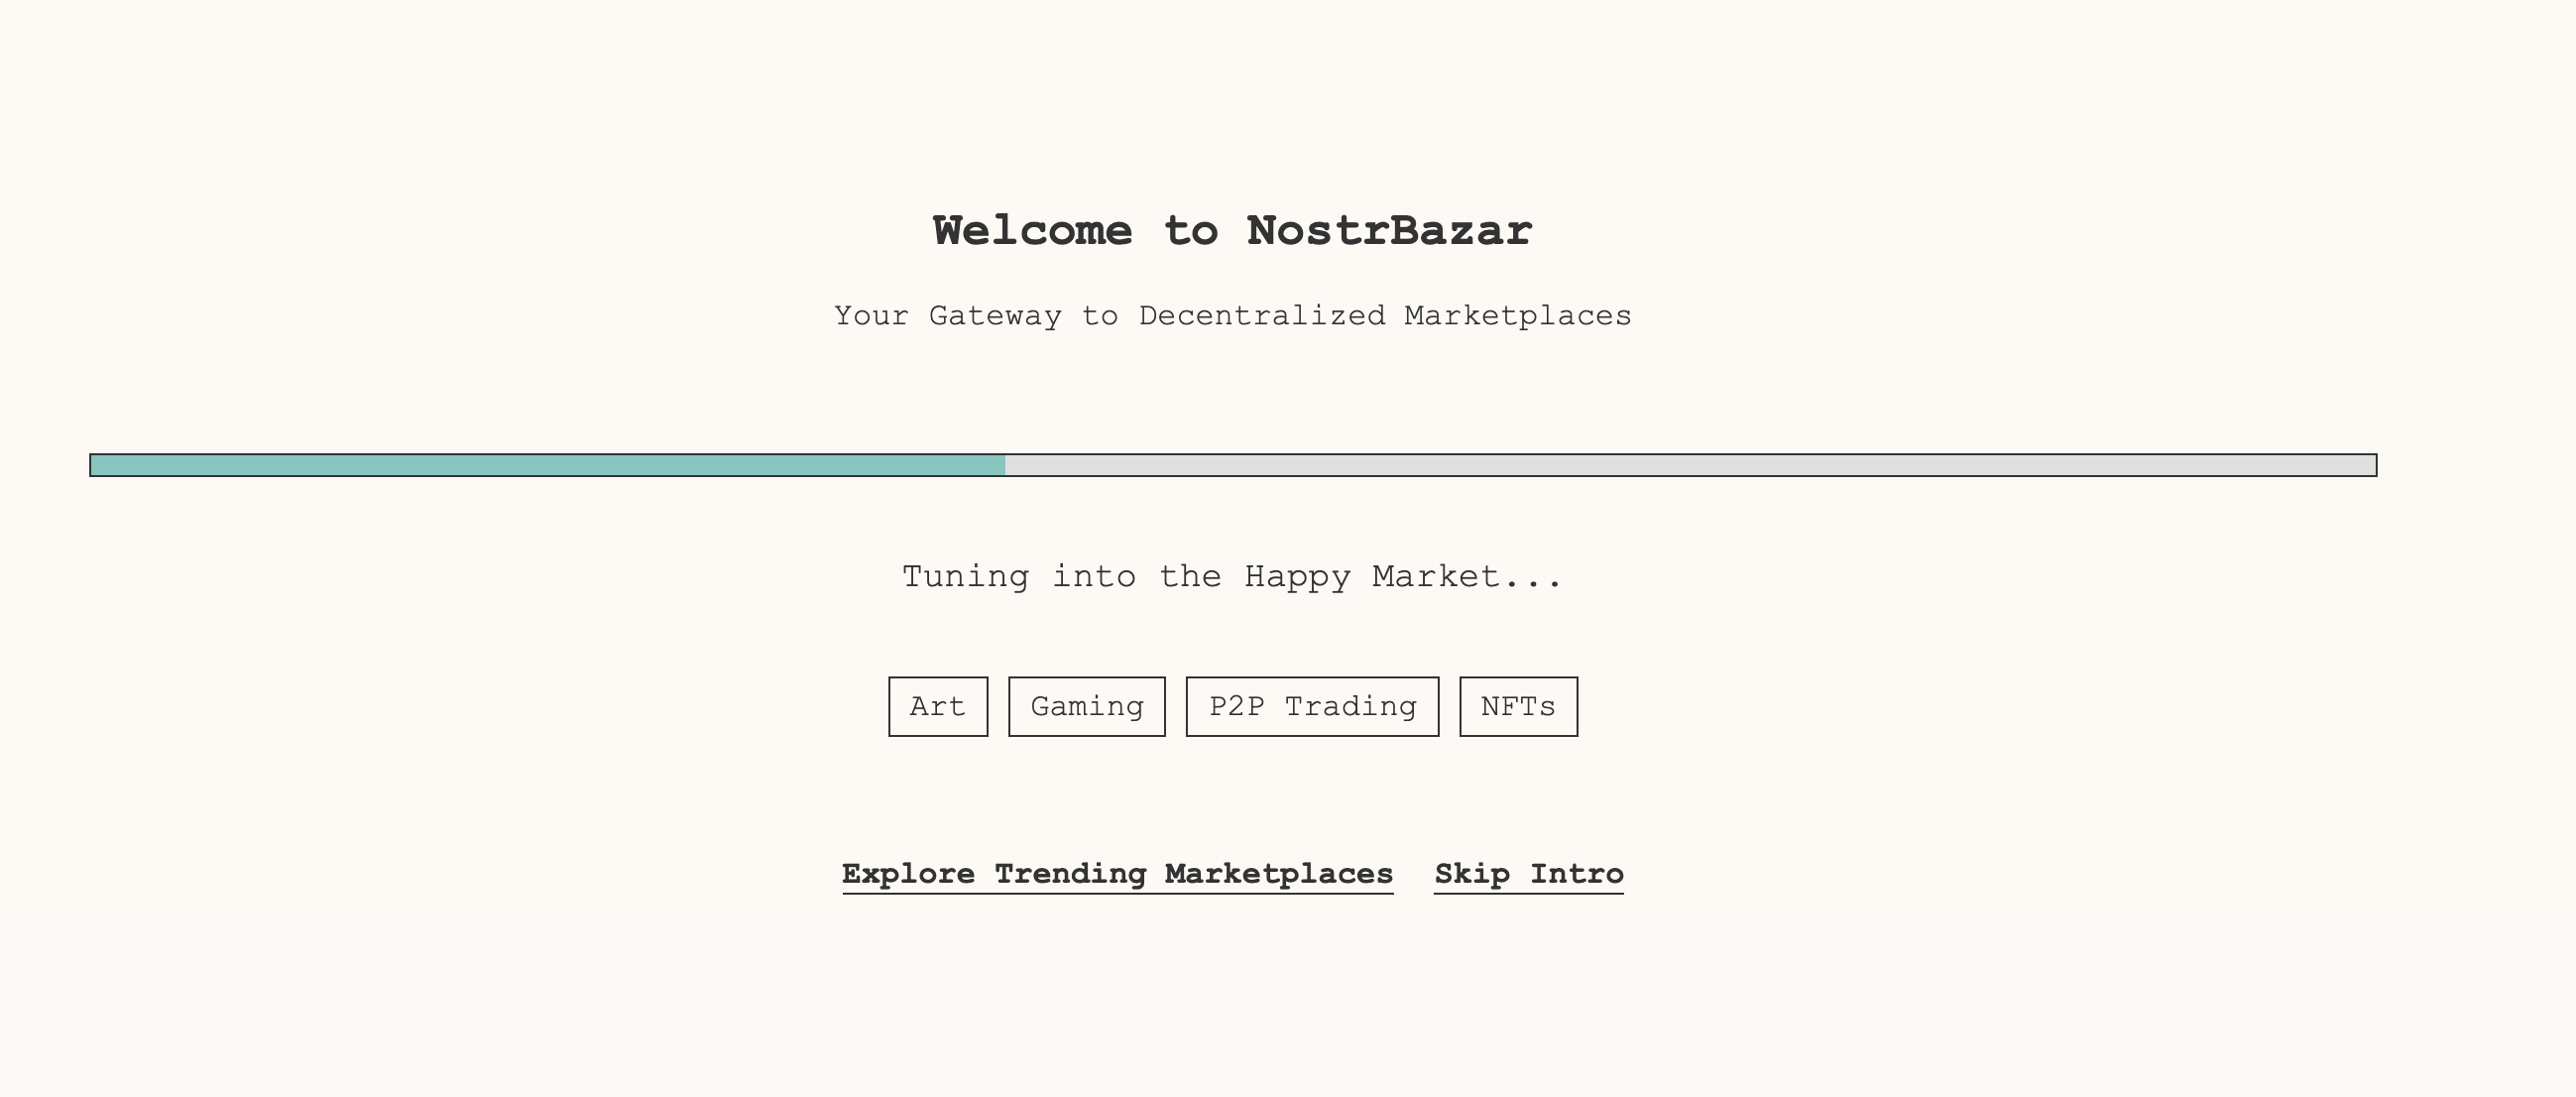 Welcome to NostrBazar
Your Gateway to Decentralized Marketplaces
Tuning into the Happy Market...
Art Gaming P2P Trading NFTs
Explore Trending Marketplaces Skip Intro